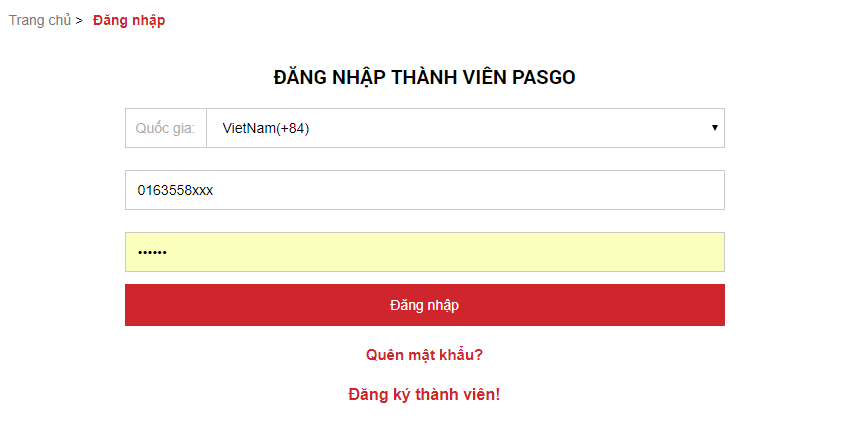 Trang chủ > Đăng nhập
ĐĂNG NHẬP THÀNH VIÊN PASGO
Quốc gia: VietNam(+84)
0163558xxx
••••••
Đăng nhập
Quên mật khẩu?
Đăng ký thành viên!